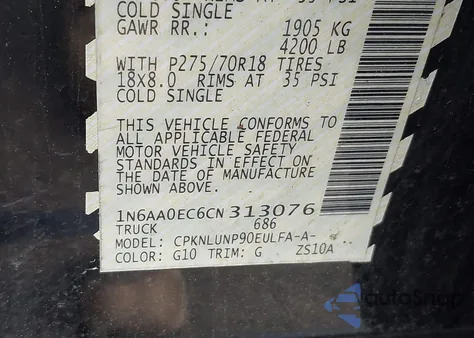 COLD SINGLE
GAWR RR.: 1905 KG
4200 LB
WITH P275/70R18 TIRES
18X8.0 RIMS AT 35 PSI
COLD SINGLE
THIS VEHICLE CONFORMS TO
ALL APPLICABLE FEDERAL
MOTOR VEHICLE SAFETY
STANDARDS IN EFFECT ON
THE DATE OF MANUFACTURE
SHOWN ABOVE.
1N6AA0EC6CN313076
TRUCK 686
MODEL: CPKNLUNP90EULFA-A-
COLOR: G10 TRIM: G ZS10A
autoSnap